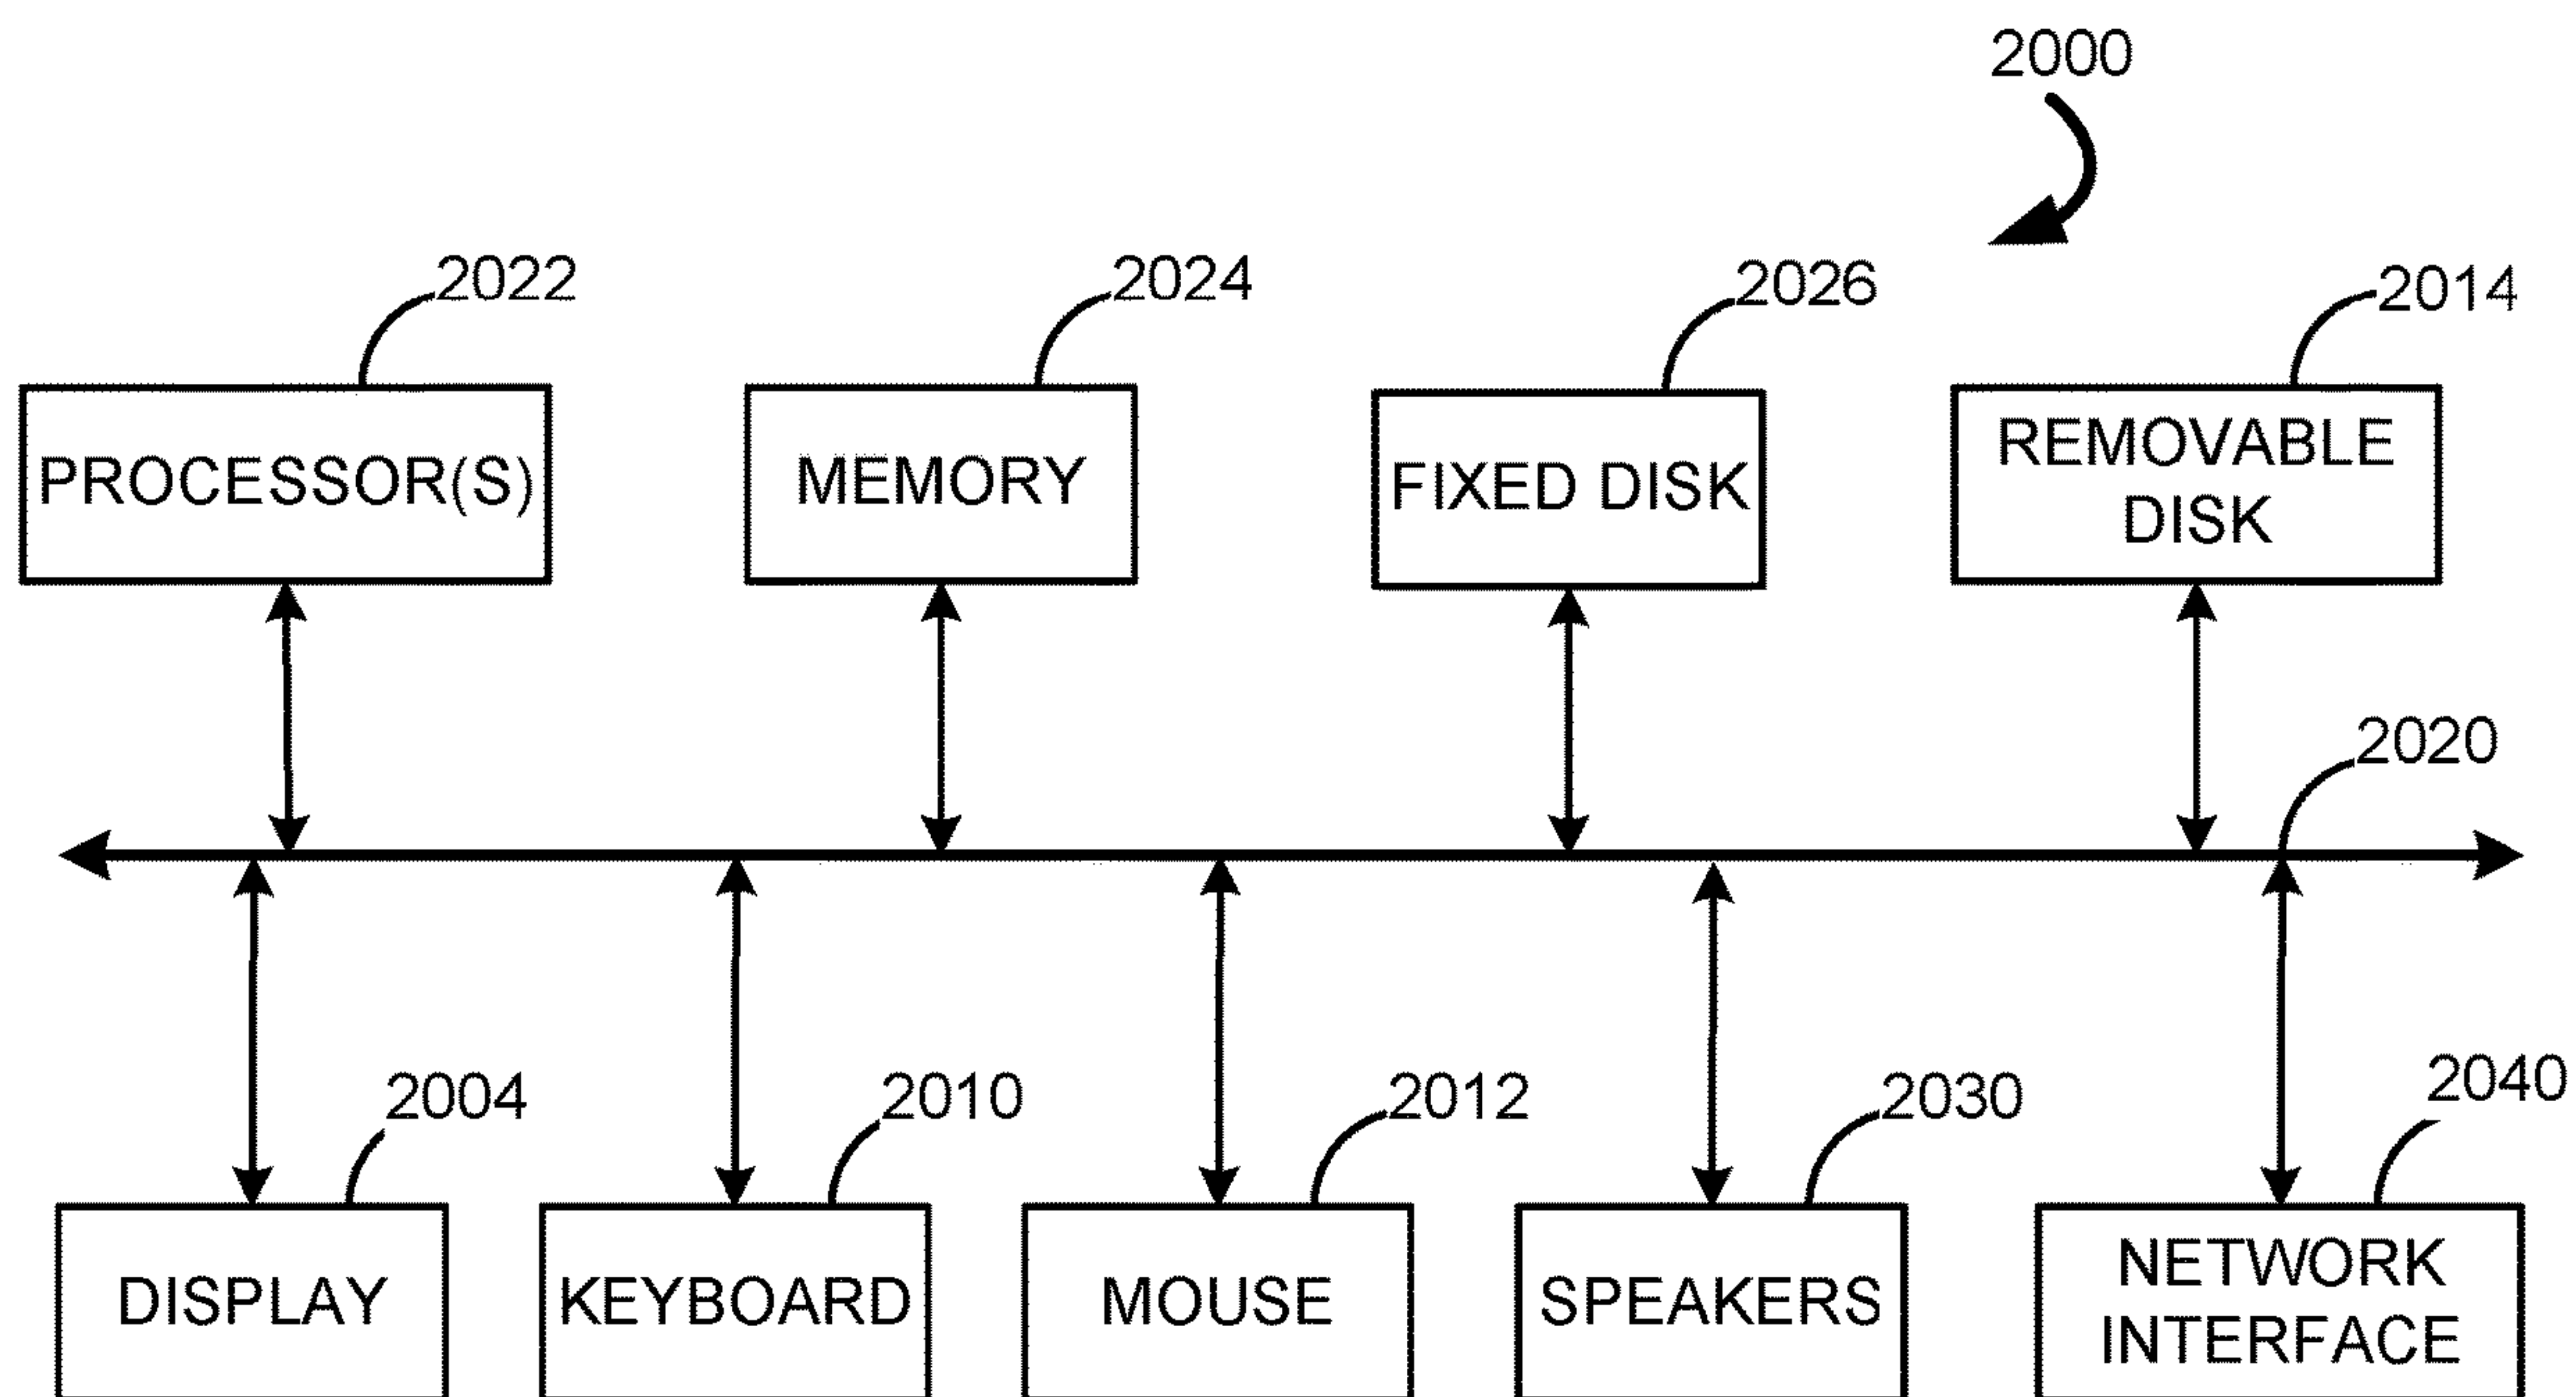 2000
2022
2024
2026
2014
PROCESSOR(S)
MEMORY
FIXED DISK
REMOVABLE
DISK
2020
2004
2010
2012
2030
2040
DISPLAY
KEYBOARD
MOUSE
SPEAKERS
NETWORK
INTERFACE